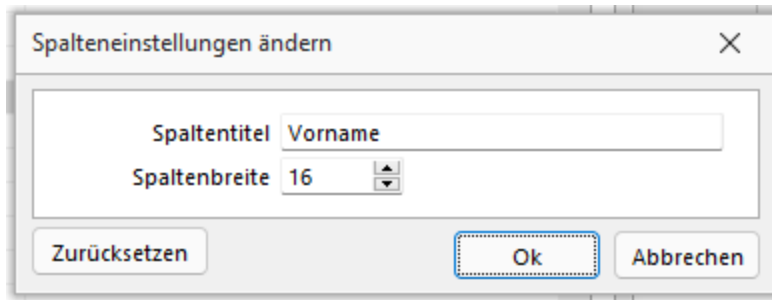 Spalteneinstellungen ändern
Spaltentitel Vorname
Spaltenbreite 16
Zurücksetzen Ok Abbrechen